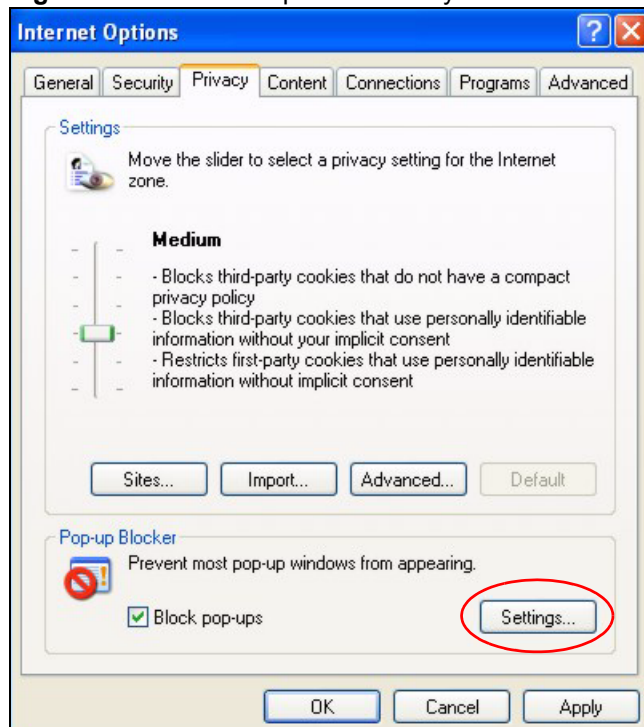 Internet Options
General Security Privacy Content Connections Programs Advanced
Settings
Move the slider to select a privacy setting for the Internet
zone.
Medium
- Blocks third-party cookies that do not have a compact
privacy policy
- Blocks third-party cookies that use personally identifiable
information without your implicit consent
- Restricts first-party cookies that use personally identifiable
information without implicit consent
Sites... Import... Advanced... Default
Pop-up Blocker
Prevent most pop-up windows from appearing.
Block pop-ups
Settings...
OK Cancel Apply